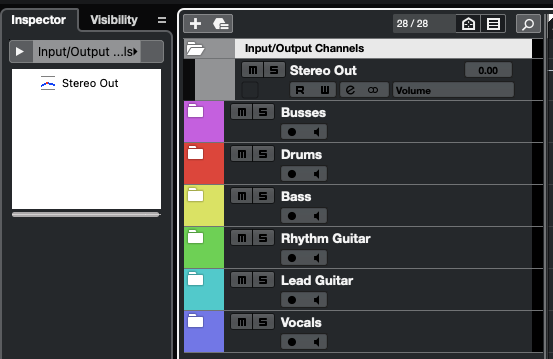 Inspector Visibility
Input/Output ...ls
Stereo Out
28 / 28
Input/Output Channels
m S Stereo Out 0.00
R W e Volume
m S Busses
m S Drums
m S Bass
m S Rhythm Guitar
m S Lead Guitar
m S Vocals